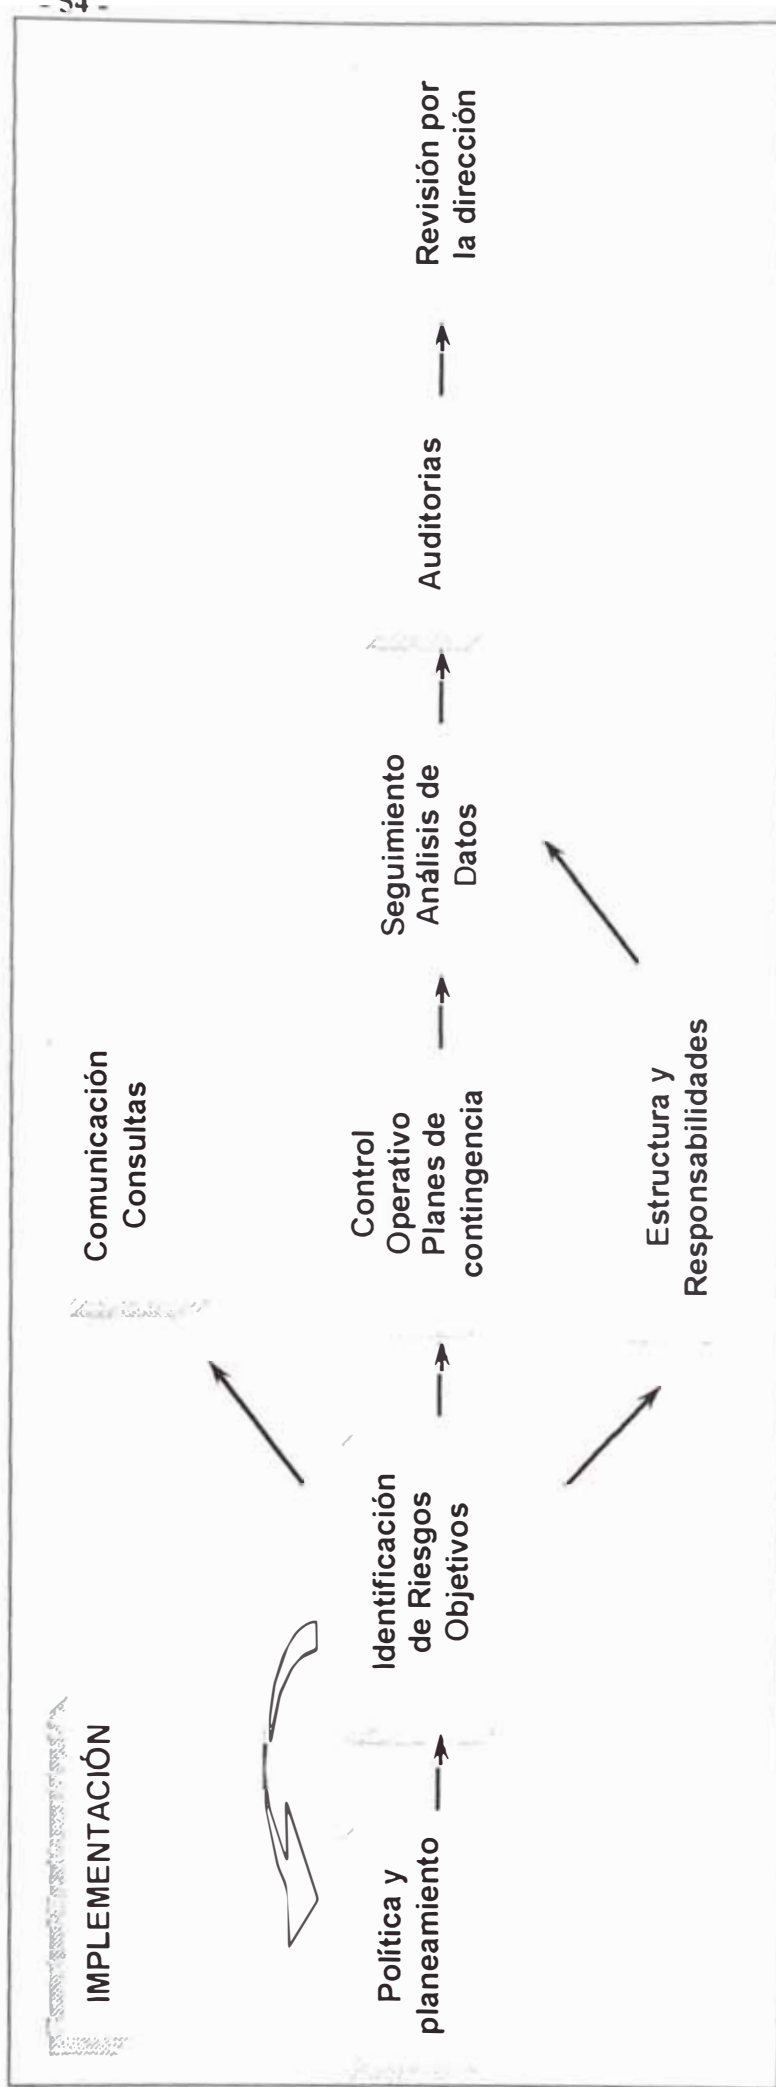 - 54 -
IMPLEMENTACIÓN
Comunicación
Consultas
Política y
planeamiento
Identificación
de Riesgos
Objetivos
Control
Operativo
Planes de
contingencia
Seguimiento
Análisis de
Datos
Auditorias
Revisión por
la dirección
Estructura y
Responsabilidades